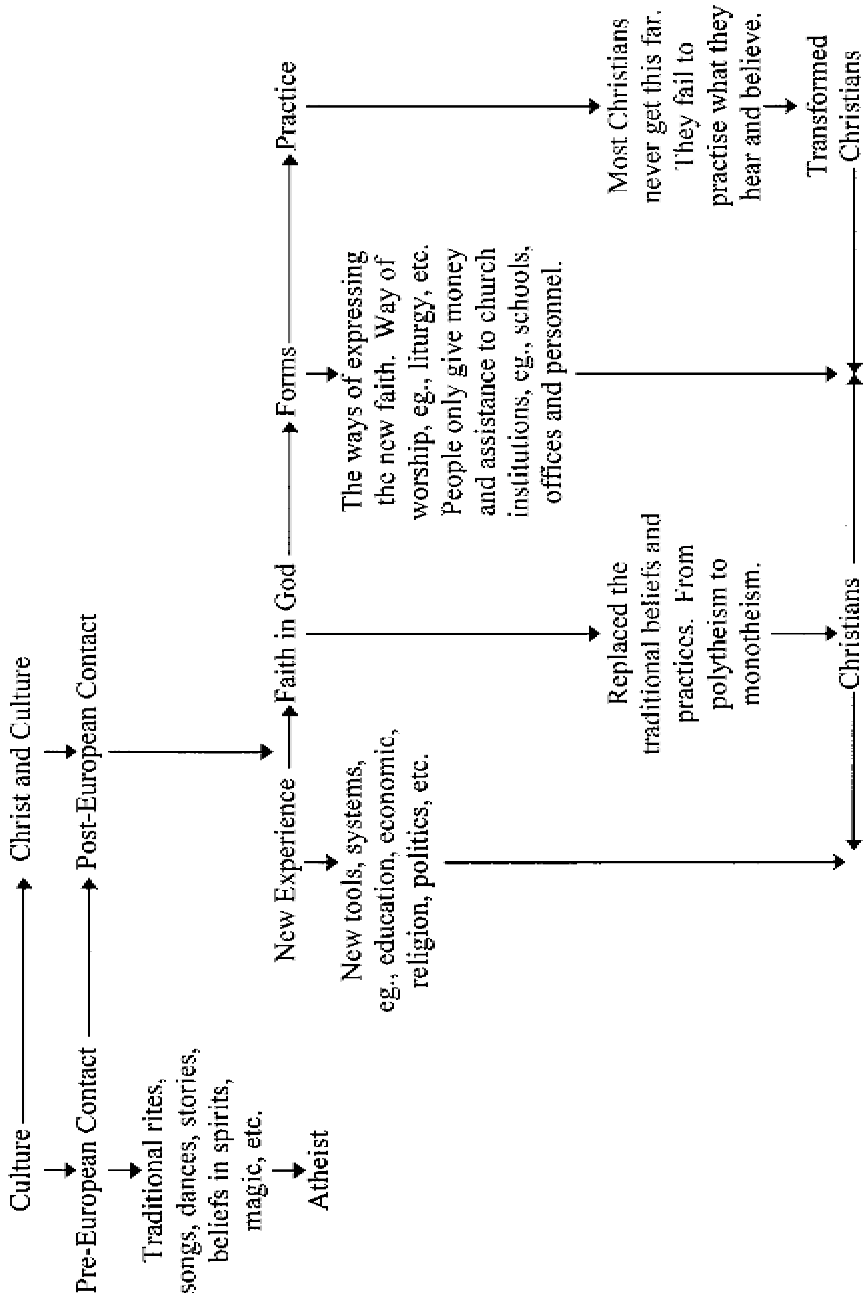 Culture
Christ and Culture
Pre-European Contact
Post-European Contact
Traditional rites,
songs, dances, stories,
beliefs in spirits,
magic, etc.
Atheist
New Experience
Faith in God
Forms
Practice
New tools, systems,
eg., education, economic,
religion, politics, etc.
The ways of expressing
the new faith. Way of
worship, eg., liturgy, etc.
People only give money
and assistance to church
institutions, eg., schools,
offices and personnel.
Replaced the
traditional beliefs and
practices. From
polytheism to
monotheism.
Most Christians
never get this far.
They fail to
practise what they
hear and believe.
Christians
Transformed
Christians